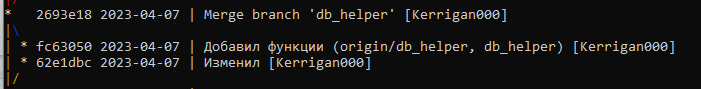 * 2693e18 2023-04-07 | Merge branch 'db_helper' [Kerrigan000]
|\
| * fc63050 2023-04-07 | Добавил функции (origin/db_helper, db_helper) [Kerrigan000]
| * 62e1dbc 2023-04-07 | Изменил [Kerrigan000]
|/